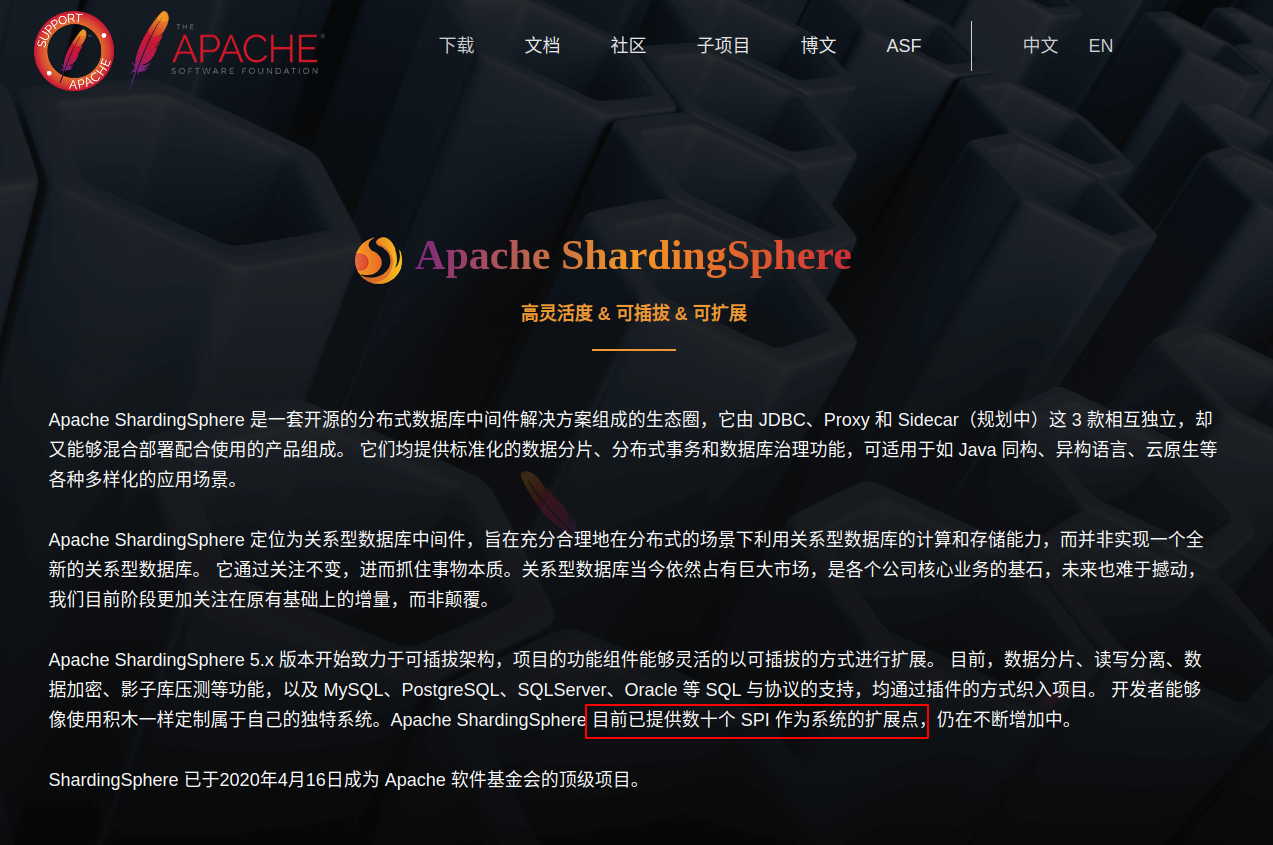 SUPPORT
APACHE
THE
APACHE®
SOFTWARE FOUNDATION
下载 文档 社区 子项目 博文 ASF 中文 EN
Apache ShardingSphere
高灵活度 & 可插拔 & 可扩展
Apache ShardingSphere 是一套开源的分布式数据库中间件解决方案组成的生态圈，它由 JDBC、Proxy 和 Sidecar（规划中）这 3 款相互独立，却
又能够混合部署配合使用的产品组成。 它们均提供标准化的数据分片、分布式事务和数据库治理功能，可适用于如 Java 同构、异构语言、云原生等
各种多样化的应用场景。
Apache ShardingSphere 定位为关系型数据库中间件，旨在充分合理地在分布式的场景下利用关系型数据库的计算和存储能力，而并非实现一个全
新的关系型数据库。 它通过关注不变，进而抓住事物本质。关系型数据库当今依然占有巨大市场，是各个公司核心业务的基石，未来也难于撼动，
我们目前阶段更加关注在原有基础上的增量，而非颠覆。
Apache ShardingSphere 5.x 版本开始致力于可插拔架构，项目的功能组件能够灵活的以可插拔的方式进行扩展。 目前，数据分片、读写分离、数
据加密、影子库压测等功能，以及 MySQL、PostgreSQL、SQLServer、Oracle 等 SQL 与协议的支持，均通过插件的方式织入项目。 开发者能够
像使用积木一样定制属于自己的独特系统。Apache ShardingSphere 目前已提供数十个 SPI 作为系统的扩展点，仍在不断增加中。
ShardingSphere 已于2020年4月16日成为 Apache 软件基金会的顶级项目。